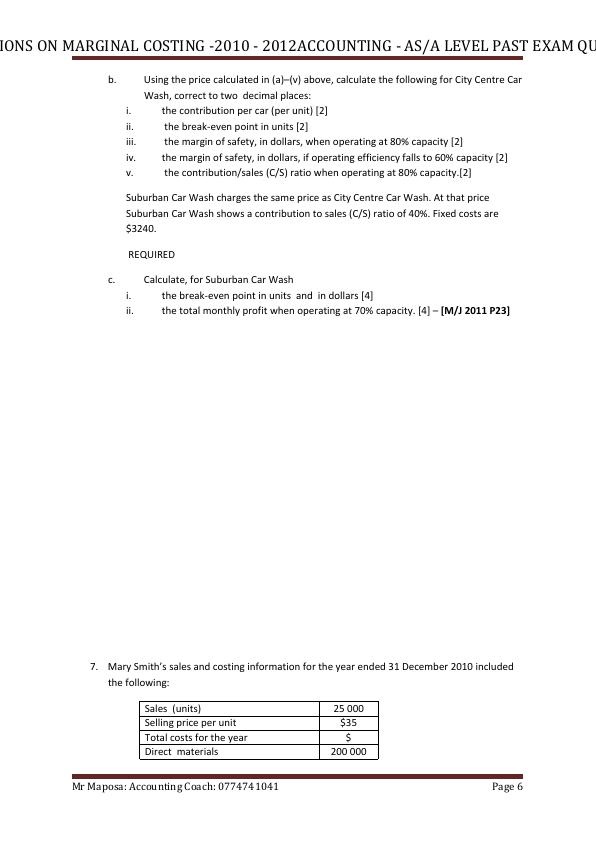 IONS ON MARGINAL COSTING -2010 - 2012ACCOUNTING - AS/A LEVEL PAST EXAM QU
b. Using the price calculated in (a)–(v) above, calculate the following for City Centre Car
Wash, correct to two decimal places:
i. the contribution per car (per unit) [2]
ii. the break-even point in units [2]
iii. the margin of safety, in dollars, when operating at 80% capacity [2]
iv. the margin of safety, in dollars, if operating efficiency falls to 60% capacity [2]
v. the contribution/sales (C/S) ratio when operating at 80% capacity.[2]
Suburban Car Wash charges the same price as City Centre Car Wash. At that price
Suburban Car Wash shows a contribution to sales (C/S) ratio of 40%. Fixed costs are
$3240.
REQUIRED
c. Calculate, for Suburban Car Wash
i. the break-even point in units and in dollars [4]
ii. the total monthly profit when operating at 70% capacity. [4] – [M/J 2011 P23]
7. Mary Smith's sales and costing information for the year ended 31 December 2010 included
the following:
Sales (units) 25 000
Selling price per unit $35
Total costs for the year $
Direct materials 200 000
Mr Maposa: Accounting Coach: 0774741041 Page 6